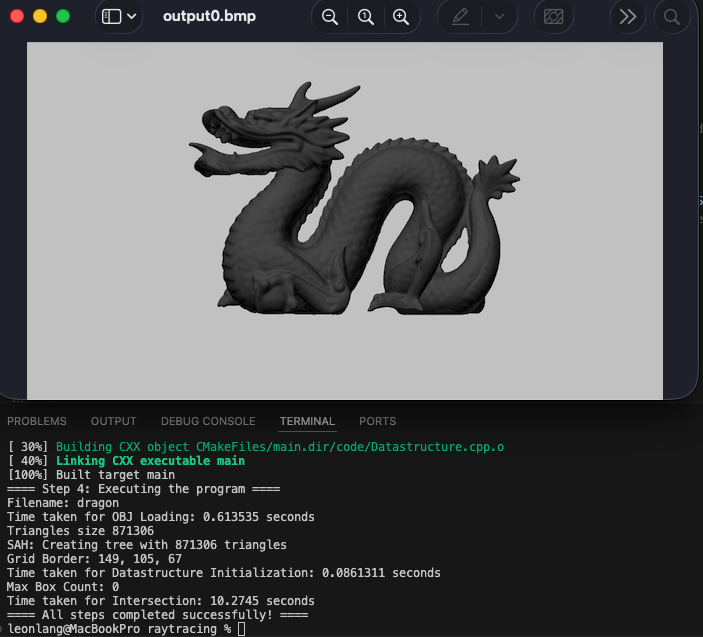 output0.bmp
PROBLEMS OUTPUT DEBUG CONSOLE TERMINAL PORTS
[ 30%] Building CXX object CMakeFiles/main.dir/code/Datastructure.cpp.o
[ 40%] Linking CXX executable main
[100%] Built target main
==== Step 4: Executing the program ====
Filename: dragon
Time taken for OBJ Loading: 0.613535 seconds
Triangles size 871306
SAH: Creating tree with 871306 triangles
Grid Border: 149, 105, 67
Time taken for Datastructure Initialization: 0.0861311 seconds
Max Box Count: 0
Time taken for Intersection: 10.2745 seconds
==== All steps completed successfully! ====
leonlang@MacBookPro raytracing %